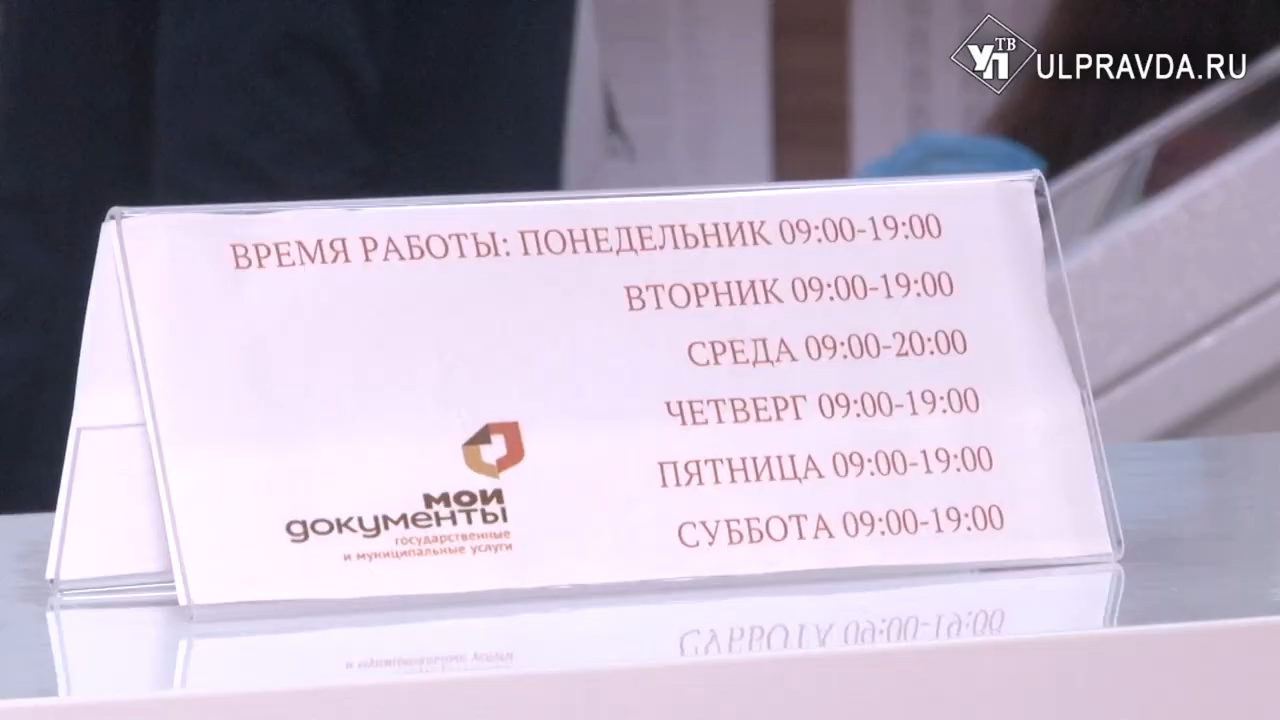 УП ТВ ULPRAVDA.RU
ВРЕМЯ РАБОТЫ: ПОНЕДЕЛЬНИК 09:00-19:00
ВТОРНИК 09:00-19:00
СРЕДА 09:00-20:00
ЧЕТВЕРГ 09:00-19:00
ПЯТНИЦА 09:00-19:00
СУББОТА 09:00-19:00
мои
документы
государственные
и муниципальные услуги